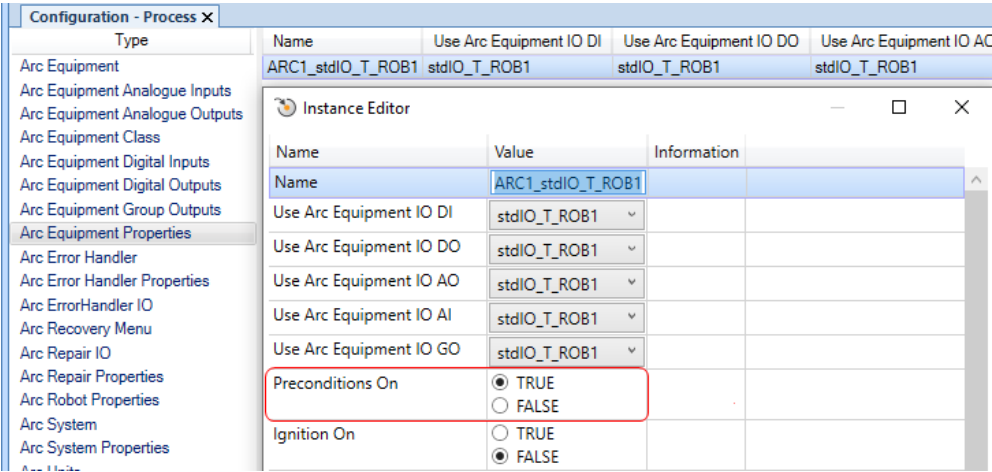 Configuration - Process X
Type
Arc Equipment
Arc Equipment Analogue Inputs
Arc Equipment Analogue Outputs
Arc Equipment Class
Arc Equipment Digital Inputs
Arc Equipment Digital Outputs
Arc Equipment Group Outputs
Arc Equipment Properties
Arc Error Handler
Arc Error Handler Properties
Arc ErrorHandler IO
Arc Recovery Menu
Arc Repair IO
Arc Repair Properties
Arc Robot Properties
Arc System
Arc System Properties
Arc Units
Name Use Arc Equipment IO DI Use Arc Equipment IO DO Use Arc Equipment IO AO
ARC1_stdIO_T_ROB1 stdIO_T_ROB1 stdIO_T_ROB1 stdIO_T_ROB1
Instance Editor
Name Value Information
Name ARC1_stdIO_T_ROB1
Use Arc Equipment IO DI stdIO_T_ROB1
Use Arc Equipment IO DO stdIO_T_ROB1
Use Arc Equipment IO AO stdIO_T_ROB1
Use Arc Equipment IO AI stdIO_T_ROB1
Use Arc Equipment IO GO stdIO_T_ROB1
Preconditions On TRUE
FALSE
Ignition On TRUE
FALSE